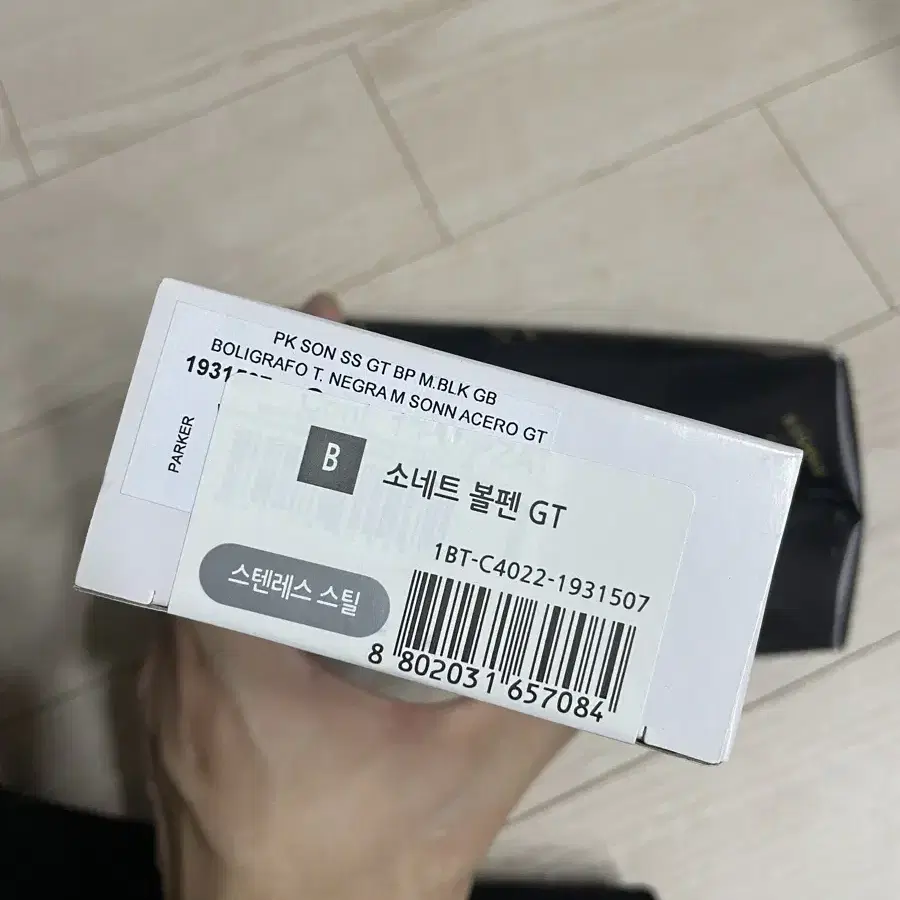 PK SON SS GT BP M.BLK GB
BOLIGRAFO T. NEGRA M SONN ACERO GT
PARKER
B
소네트 볼펜 GT
1BT-C4022-1931507
스텐레스 스틸
8 802031 657084